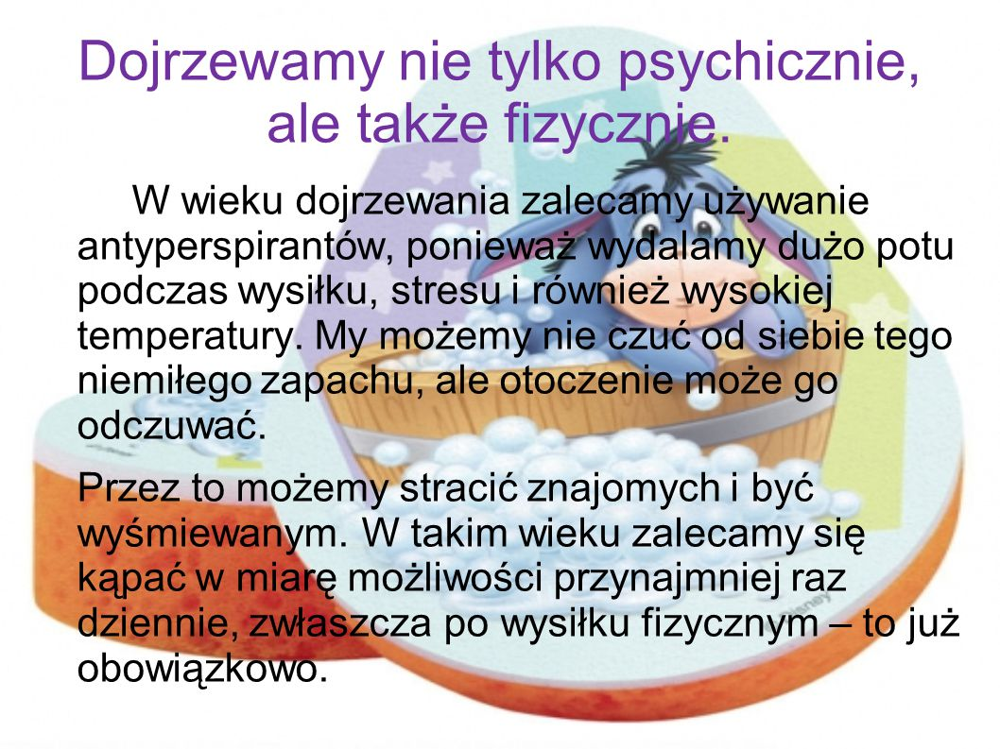 Dojrzewamy nie tylko psychicznie,
ale także fizycznie.
W wieku dojrzewania zalecamy używanie
antyperspirantów, ponieważ wydalamy dużo potu
podczas wysiłku, stresu i również wysokiej
temperatury. My możemy nie czuć od siebie tego
niemiłego zapachu, ale otoczenie może go
odczuwać.
Przez to możemy stracić znajomych i być
wyśmiewanym. W takim wieku zalecamy się
kąpać w miarę możliwości przynajmniej raz
dziennie, zwłaszcza po wysiłku fizycznym – to już
obowiązkowo.
Disney